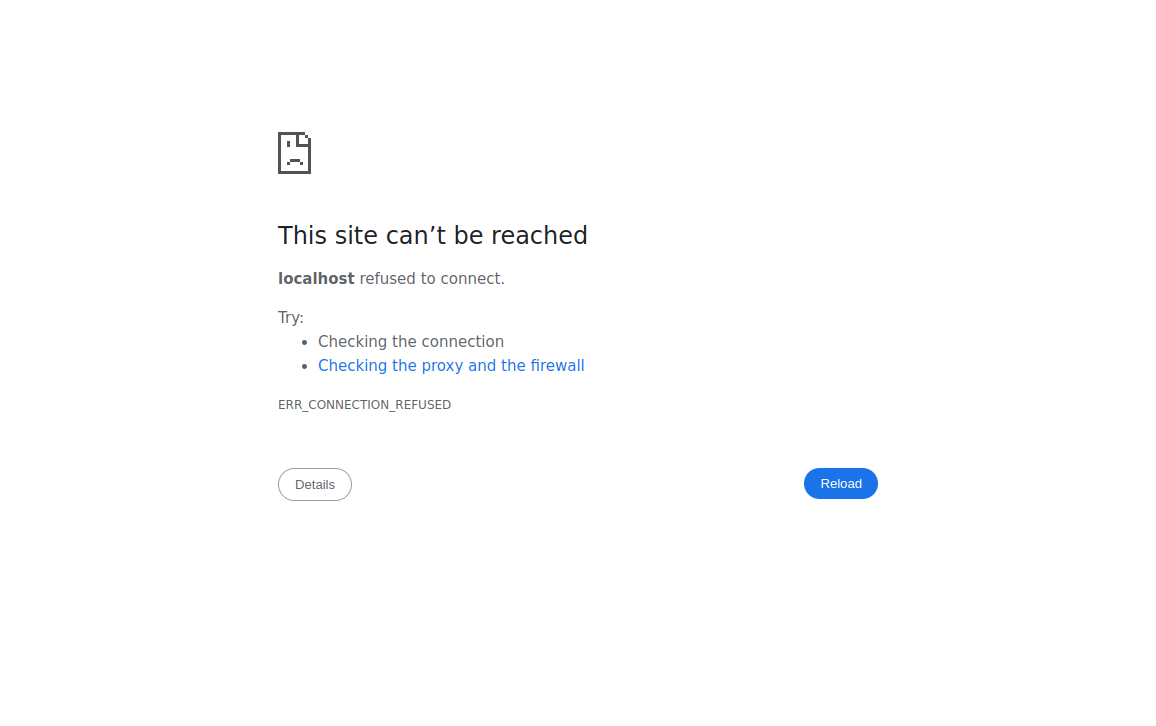 This site can’t be reached
localhost refused to connect.
Try:
Checking the connection
Checking the proxy and the firewall
ERR_CONNECTION_REFUSED
Details
Reload